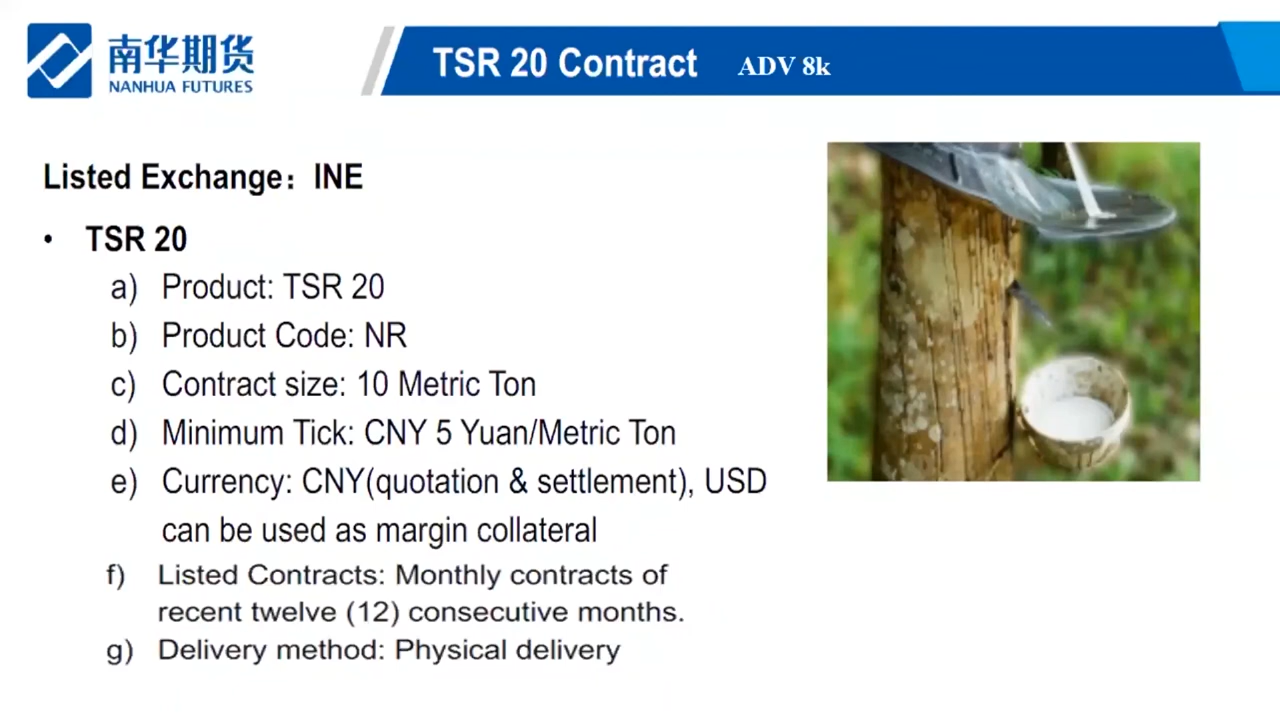 南华期货
NANHUA FUTURES
TSR 20 Contract ADV 8k
Listed Exchange：INE
• TSR 20
a) Product: TSR 20
b) Product Code: NR
c) Contract size: 10 Metric Ton
d) Minimum Tick: CNY 5 Yuan/Metric Ton
e) Currency: CNY(quotation & settlement), USD
can be used as margin collateral
f) Listed Contracts: Monthly contracts of
recent twelve (12) consecutive months.
g) Delivery method: Physical delivery